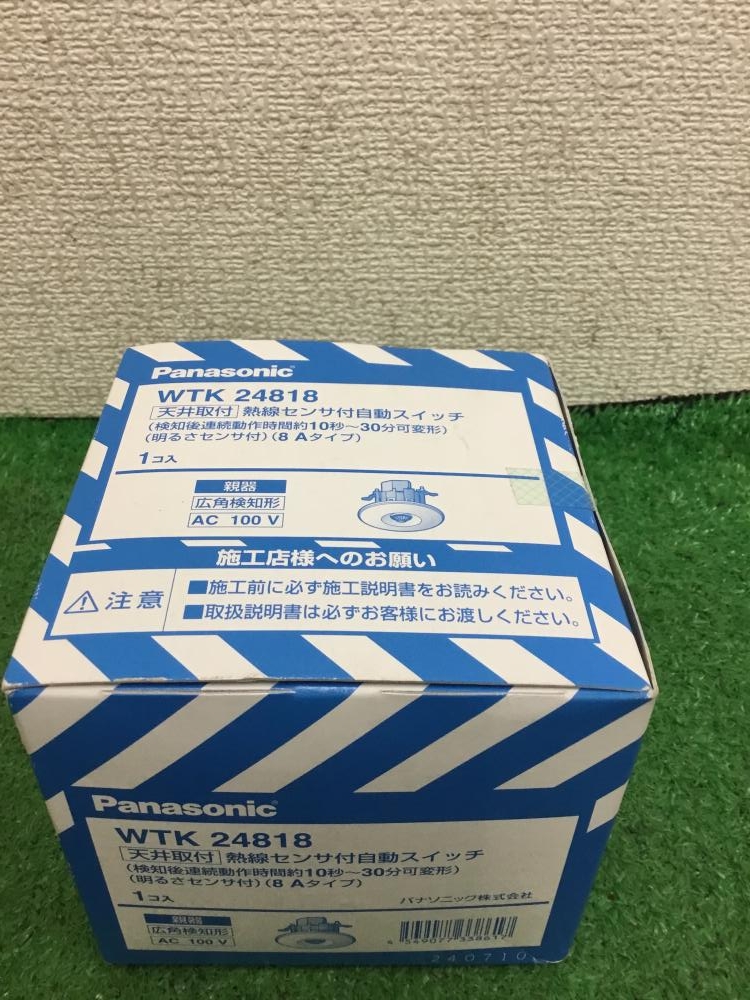 Panasonic
WTK 24818
天井取付 熱線センサ付自動スイッチ
(検知後連続動作時間約10秒〜30分可変形)
(明るさセンサ付)(8 Aタイプ)
1コ入
親器
広角検知形
AC 100 V
施工店様へのお願い
注意
■施工前に必ず施工説明書をお読みください。
■取扱説明書は必ずお客様にお渡しください。
Panasonic
WTK 24818
天井取付 熱線センサ付自動スイッチ
(検知後連続動作時間約10秒〜30分可変形)
(明るさセンサ付)(8 Aタイプ)
1コ入
パナソニック株式会社
親器
広角検知形
AC 100 V
240710